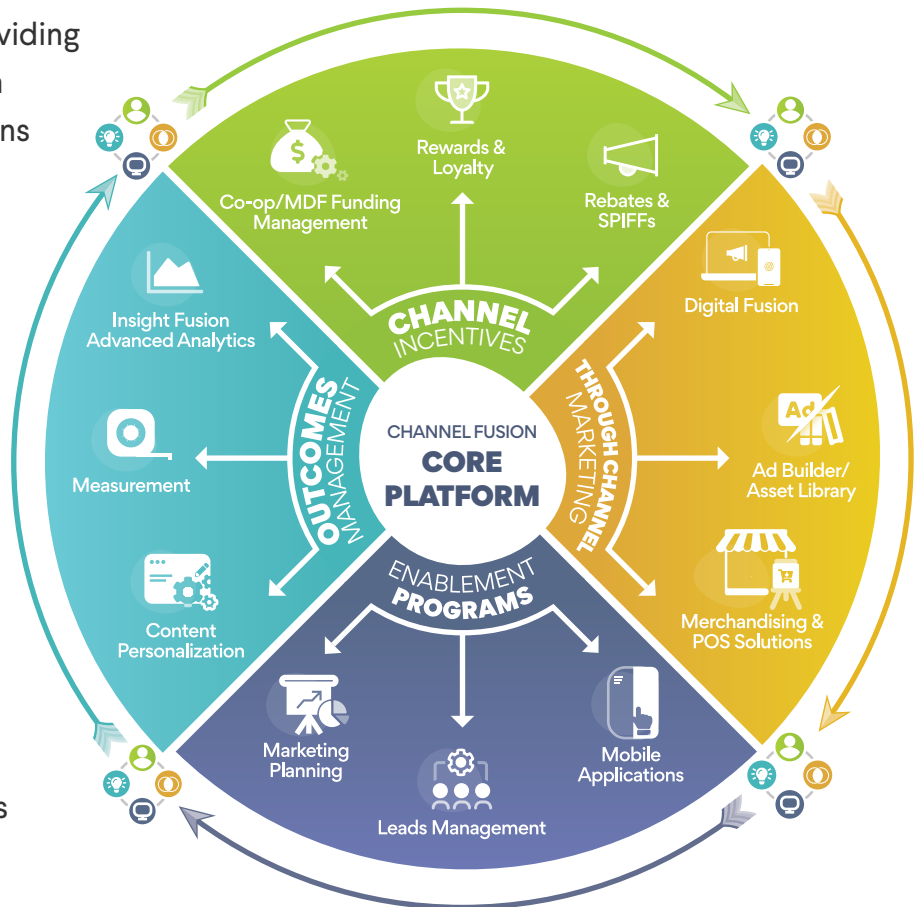 viding
ns
Rewards &
Loyalty
Co-op/MDF Funding
Management
$
Rebates &
SPIFFs
CHANNEL
INCENTIVES
Digital Fusion
Ad
Ad Builder/
Asset Library
Merchandising &
POS Solutions
THROUGH CHANNEL
MARKETING
CHANNEL FUSION
CORE
PLATFORM
ENABLEMENT
PROGRAMS
Mobile
Applications
Leads Management
Marketing
Planning
OUTCOMES
MANAGEMENT
Content
Personalization
Measurement
Insight Fusion
Advanced Analytics
s